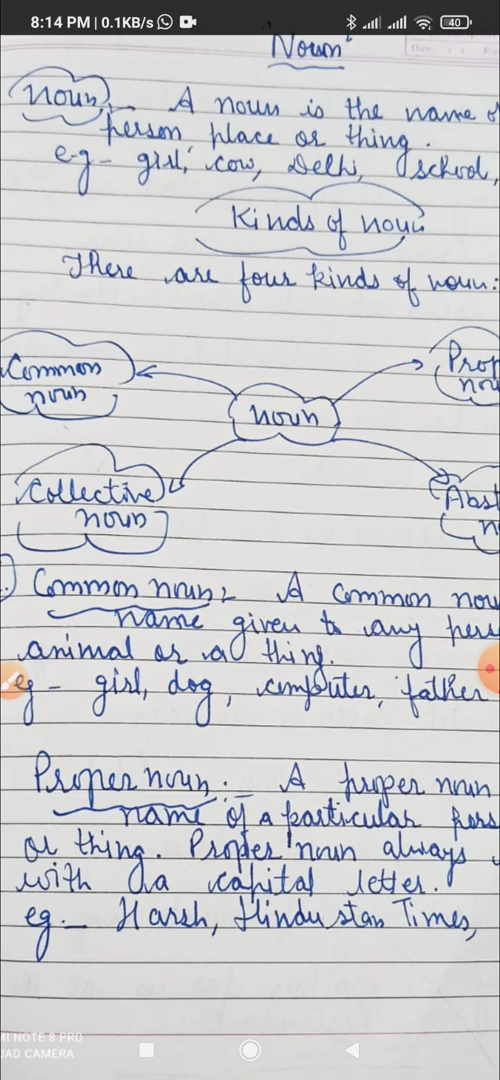 8:14 PM | 0.1KB/s
40
Noun
Noun:- A noun is the name o
person place or thing.
e-g- girl, cow, Delhi, school,
Kinds of noun
There are four kinds of noun:
Common
noun
Prop
nou
noun
Collective
noun
Abst
n
Common noun:- A common nou
name given to any pers
animal or a thing.
eg- girl, dog, computer, father
Proper noun:- A proper noun
name of a particular pers
or thing. Proper noun always
with a capital letter.
eg.- Harsh, Hindustan Times,
MI NOTE 8 PRO
UAD CAMERA